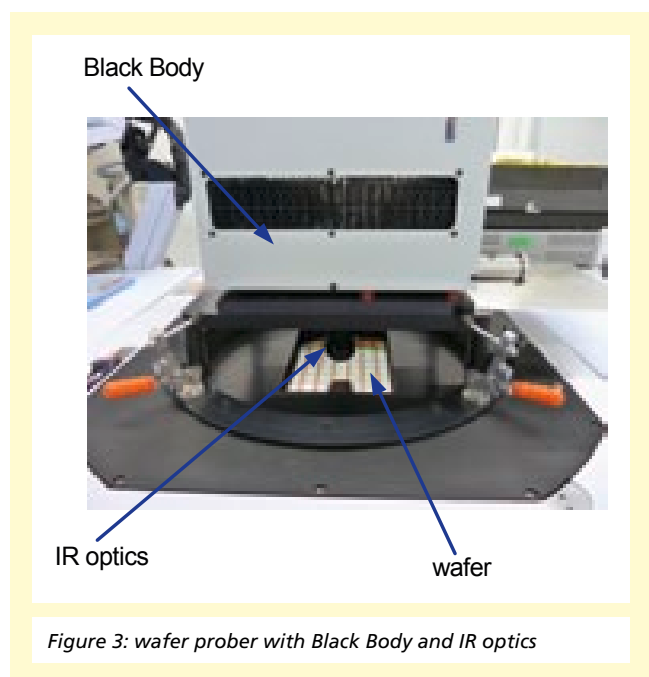 Black Body
IR optics
wafer
Figure 3: wafer prober with Black Body and IR optics